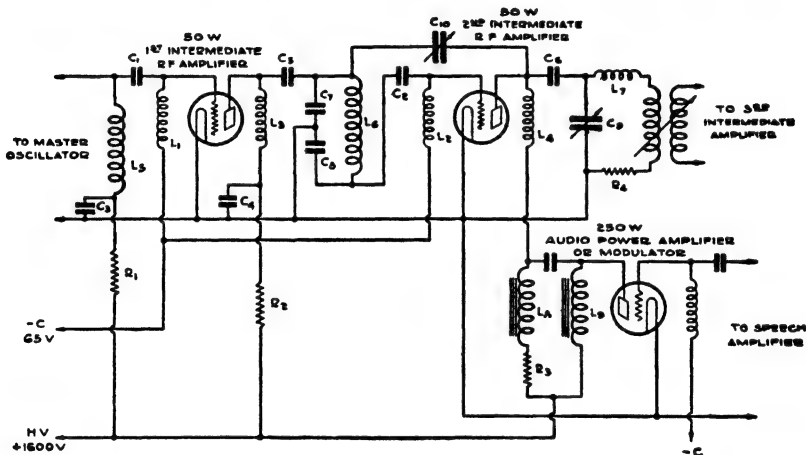 50 W
1ST INTERMEDIATE
RF AMPLIFIER
50 W
2ND INTERMEDIATE
R F AMPLIFIER
C10
C1
C5
C2
C6
L7
C7
L6
C9
L1
L3
L2
L4
TO 3RD
INTERMEDIATE
AMPLIFIER
TO MASTER
OSCILLATOR
L5
C8
R4
C3
C4
250 W
AUDIO POWER AMPLIFIER
OR MODULATOR
R1
R2
LA
LB
-C
65 V
TO SPEECH
AMPLIFIER
R3
HV
+1600V
-C